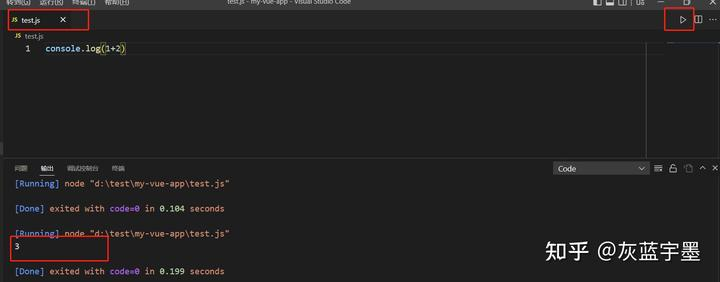 转到(G) 运行(R) 终端(T) 帮助(H)
test.js - my-vue-app - Visual Studio Code
JS test.js
JS test.js
1 console.log(1+2)
问题 输出 调试控制台 终端
Code
[Running] node "d:\test\my-vue-app\test.js"
[Done] exited with code=0 in 0.104 seconds
[Running] node "d:\test\my-vue-app\test.js"
3
[Done] exited with code=0 in 0.199 seconds
知乎 @灰蓝宇墨